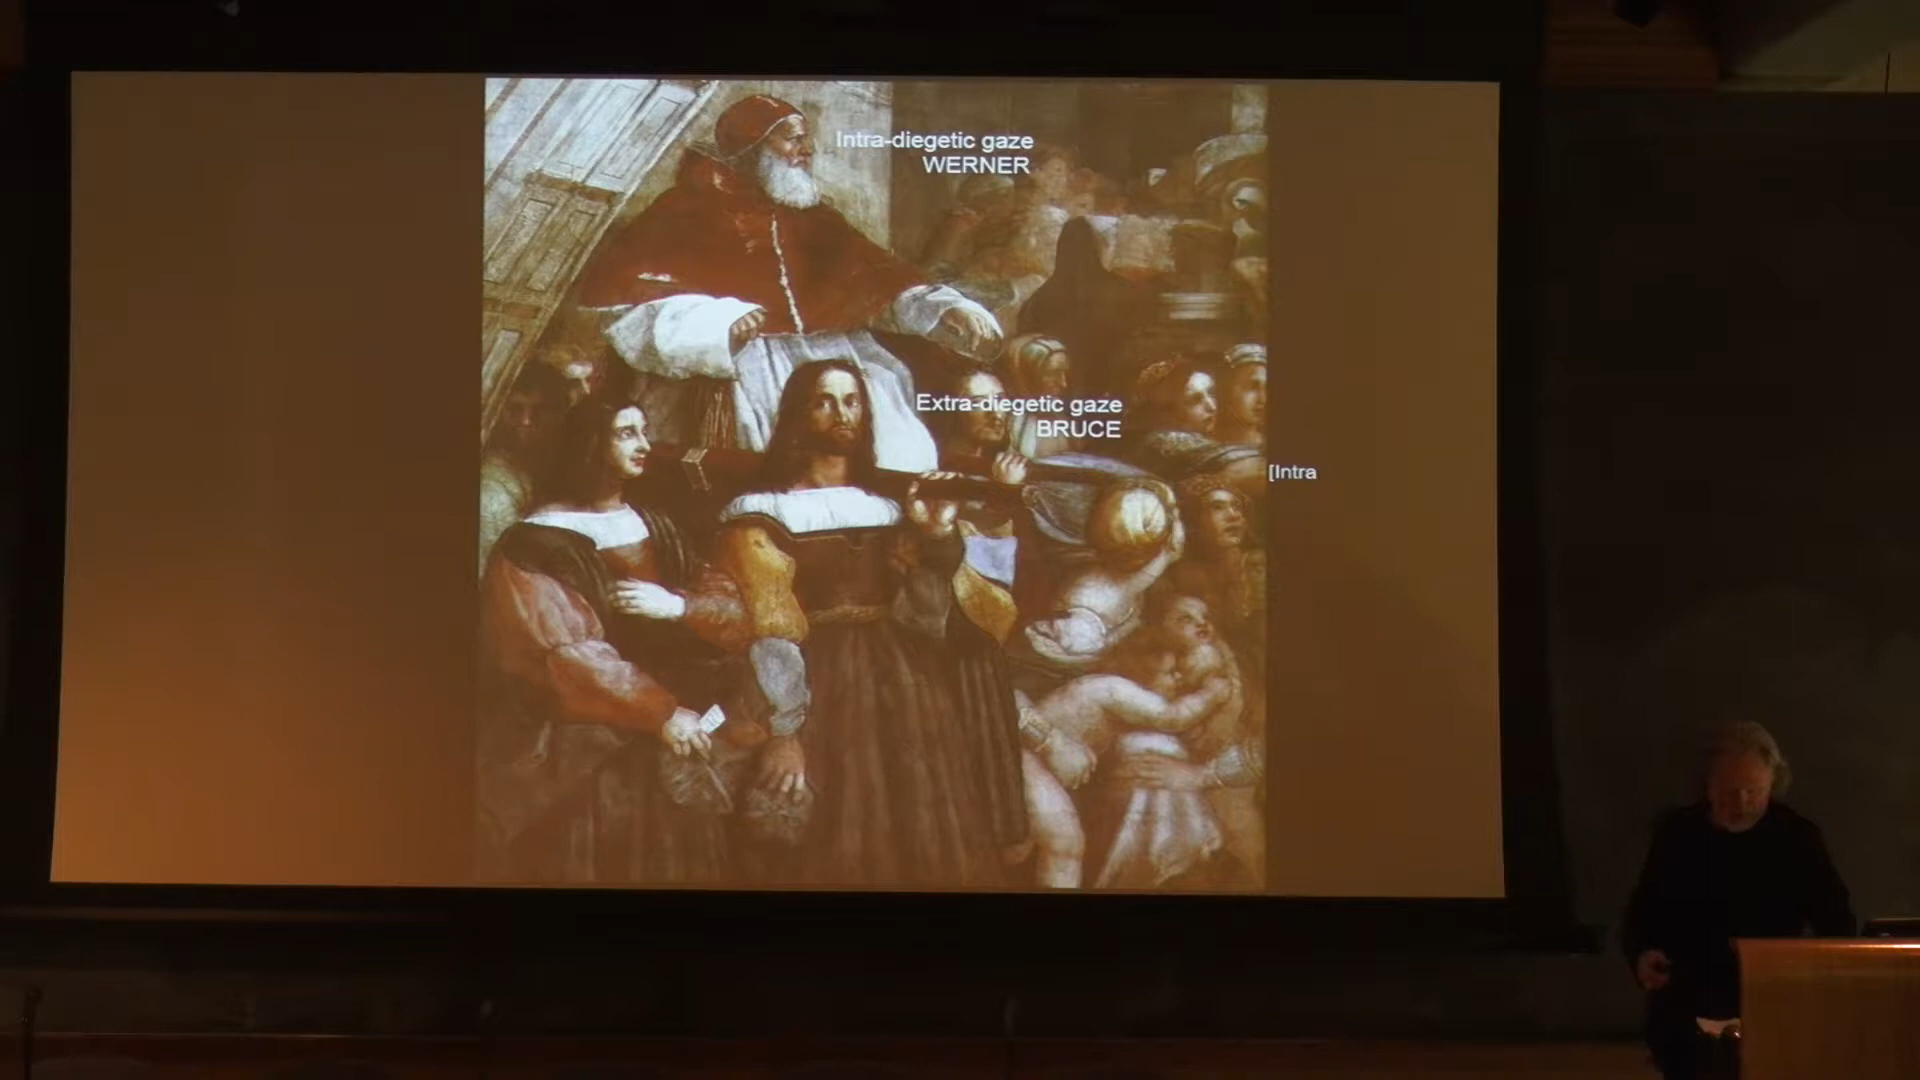 Intra-diegetic gaze
WERNER
Extra-diegetic gaze
BRUCE
[Intra